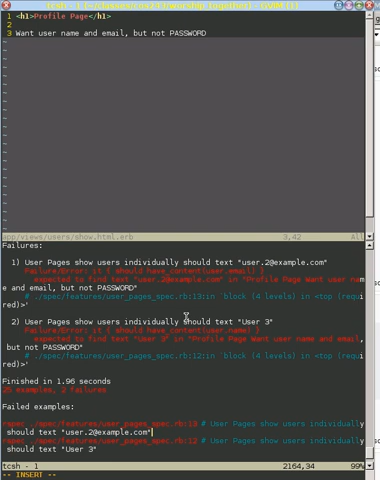 tcsh - 1 (~/classes/cs243/worship_together) - GVIM [1]
1 <h1>Profile Page</h1>
2
3 Want user name and email, but not PASSWORD
app/views/users/show.html.erb 3,42 All
Failures:
1) User Pages show users individually should text "user.2@example.com"
Failure/Error: it { should have_content(user.email) }
expected to find text "user.2@example.com" in "Profile Page Want user nam
e and email, but not PASSWORD"
# ./spec/features/user_pages_spec.rb:13:in `block (4 levels) in <top (requi
red)>'
2) User Pages show users individually should text "User 3"
Failure/Error: it { should have_content(user.name) }
expected to find text "User 3" in "Profile Page Want user name and email,
but not PASSWORD"
# ./spec/features/user_pages_spec.rb:12:in `block (4 levels) in <top (requi
red)>'
Finished in 1.96 seconds
25 examples, 2 failures
Failed examples:
rspec ./spec/features/user_pages_spec.rb:13 # User Pages show users individually
should text "user.2@example.com"
rspec ./spec/features/user_pages_spec.rb:12 # User Pages show users individually
should text "User 3"
tcsh - 1 2164,34 99%
-- INSERT --